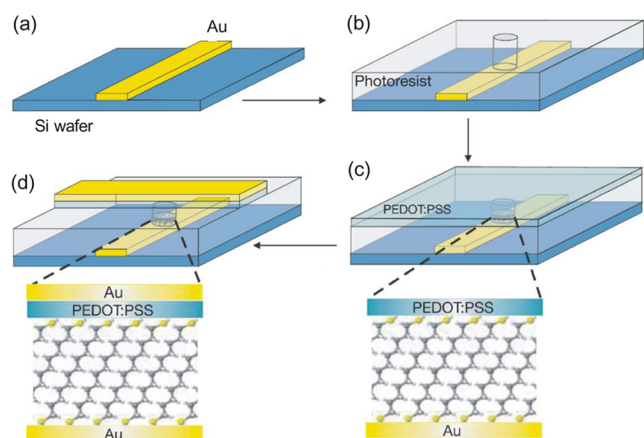 (a)
Au
Si wafer
(b)
Photoresist
(d)
Au
PEDOT:PSS
Au
(c)
PEDOT:PSS
PEDOT:PSS
Au